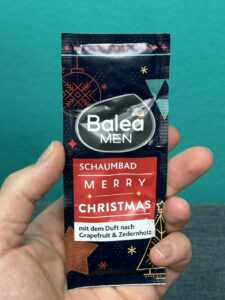 Balea
MEN
SCHAUMBAD
MERRY
CHRISTMAS
mit dem Duft nach
Grapefruit & Zedernholz